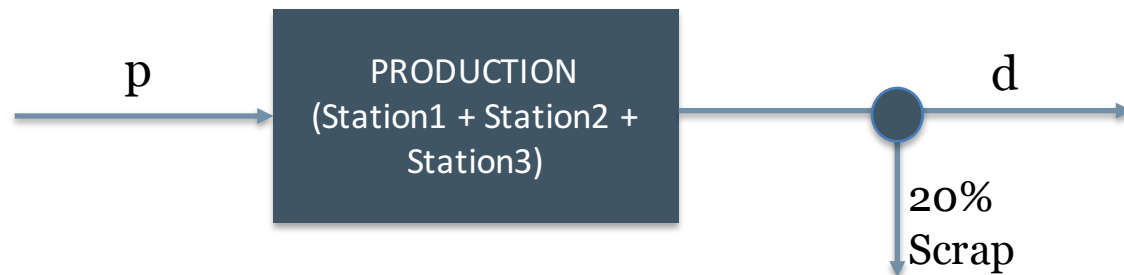 p
PRODUCTION
(Station1 + Station2 +
Station3)
d
20%
Scrap